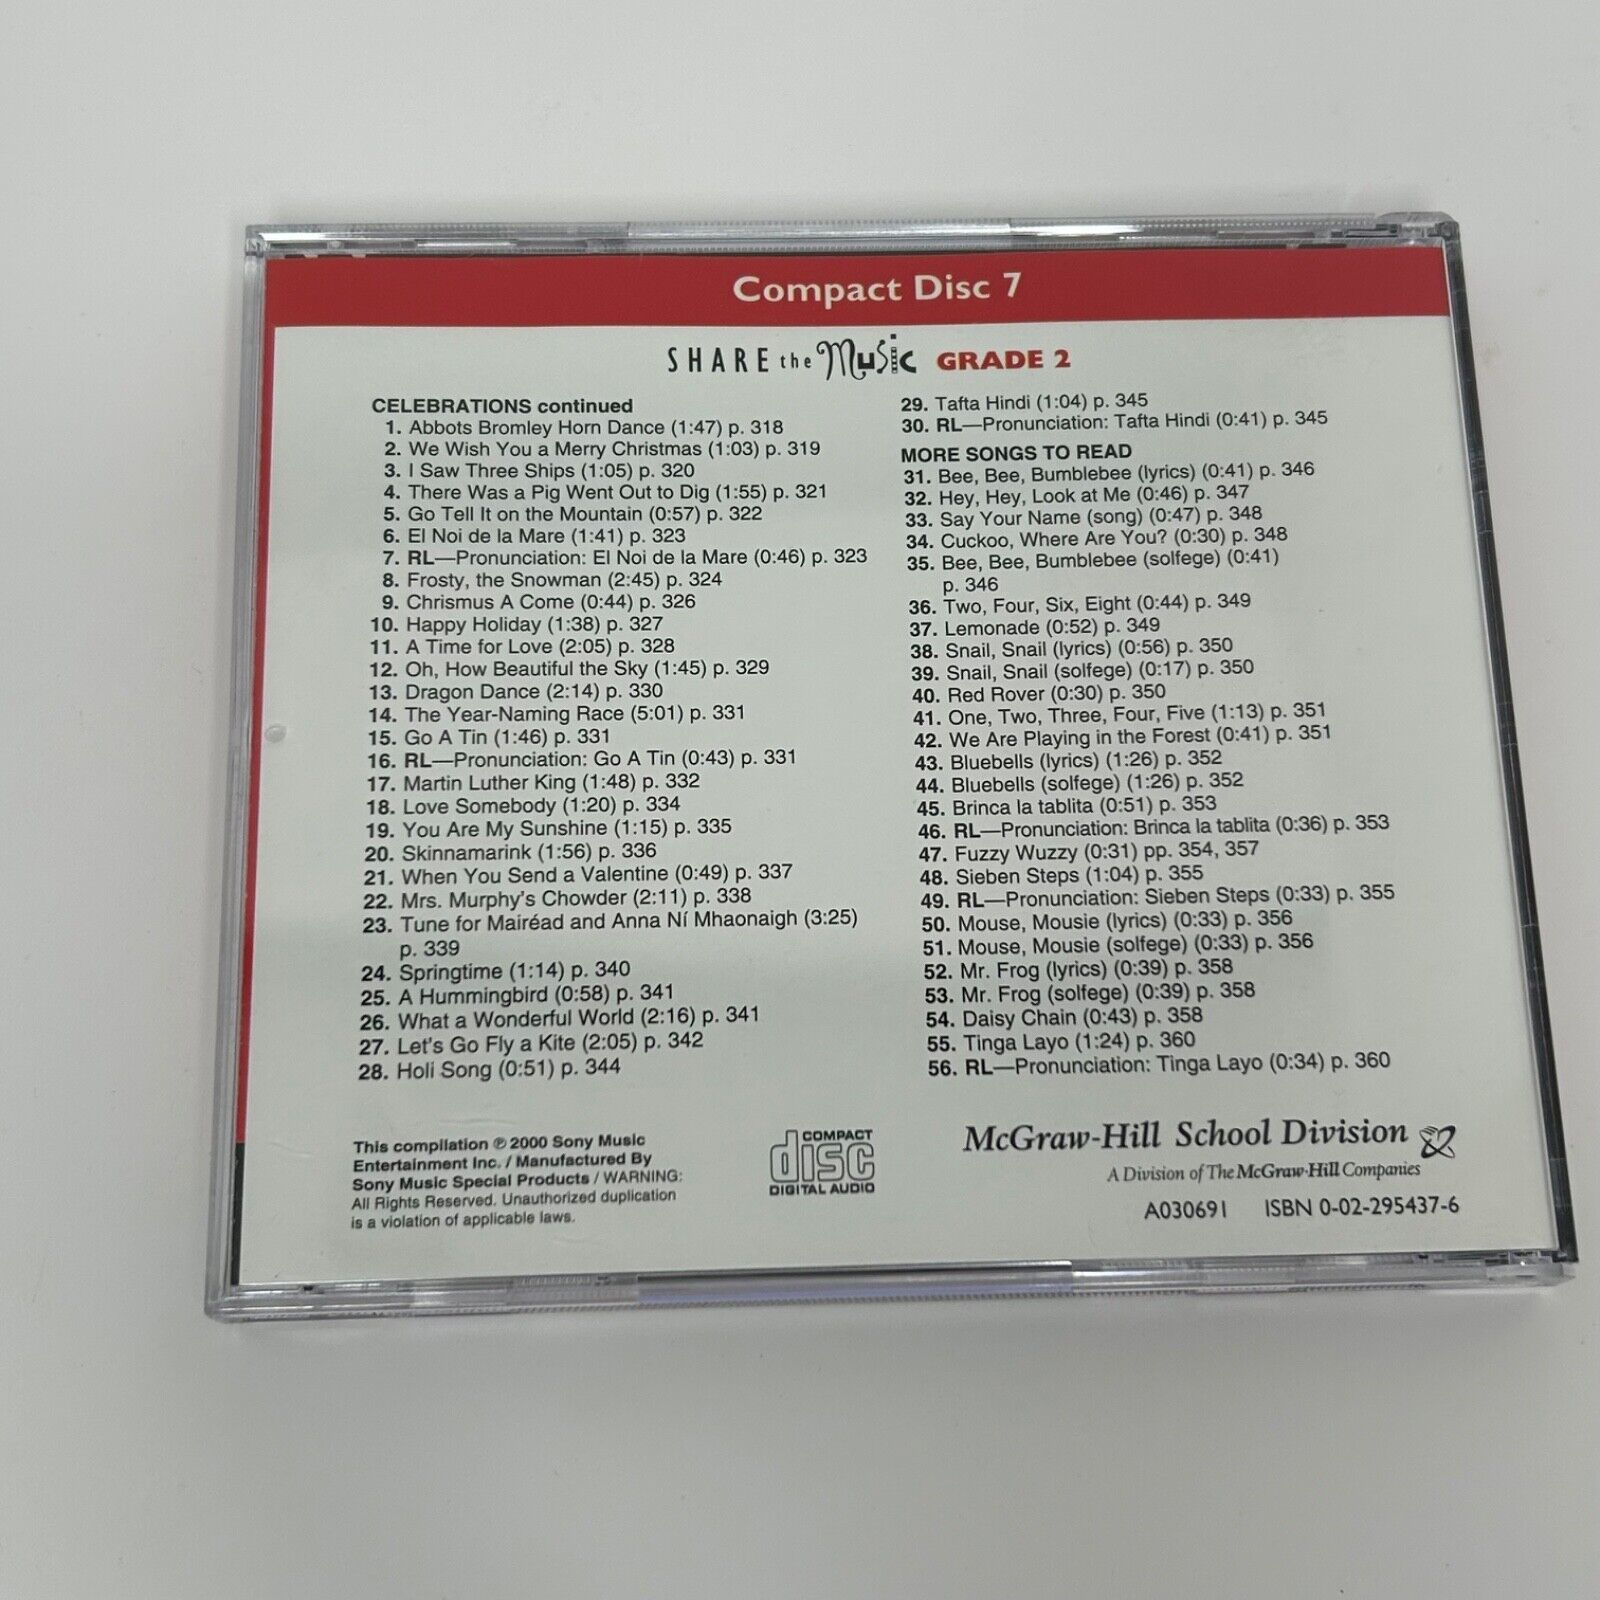 Compact Disc 7
SHARE the Music GRADE 2
CELEBRATIONS continued
1. Abbots Bromley Horn Dance (1:47) p. 318
2. We Wish You a Merry Christmas (1:03) p. 319
3. I Saw Three Ships (1:05) p. 320
4. There Was a Pig Went Out to Dig (1:55) p. 321
5. Go Tell It on the Mountain (0:57) p. 322
6. El Noi de la Mare (1:41) p. 323
7. RL—Pronunciation: El Noi de la Mare (0:46) p. 323
8. Frosty, the Snowman (2:45) p. 324
9. Chrismus A Come (0:44) p. 326
10. Happy Holiday (1:38) p. 327
11. A Time for Love (2:05) p. 328
12. Oh, How Beautiful the Sky (1:45) p. 329
13. Dragon Dance (2:14) p. 330
14. The Year-Naming Race (5:01) p. 331
15. Go A Tin (1:46) p. 331
16. RL—Pronunciation: Go A Tin (0:43) p. 331
17. Martin Luther King (1:48) p. 332
18. Love Somebody (1:20) p. 334
19. You Are My Sunshine (1:15) p. 335
20. Skinnamarink (1:56) p. 336
21. When You Send a Valentine (0:49) p. 337
22. Mrs. Murphy's Chowder (2:11) p. 338
23. Tune for Mairéad and Anna Ní Mhaonaigh (3:25)
p. 339
24. Springtime (1:14) p. 340
25. A Hummingbird (0:58) p. 341
26. What a Wonderful World (2:16) p. 341
27. Let's Go Fly a Kite (2:05) p. 342
28. Holi Song (0:51) p. 344
29. Tafta Hindi (1:04) p. 345
30. RL—Pronunciation: Tafta Hindi (0:41) p. 345
MORE SONGS TO READ
31. Bee, Bee, Bumblebee (lyrics) (0:41) p. 346
32. Hey, Hey, Look at Me (0:46) p. 347
33. Say Your Name (song) (0:47) p. 348
34. Cuckoo, Where Are You? (0:30) p. 348
35. Bee, Bee, Bumblebee (solfege) (0:41)
p. 346
36. Two, Four, Six, Eight (0:44) p. 349
37. Lemonade (0:52) p. 349
38. Snail, Snail (lyrics) (0:56) p. 350
39. Snail, Snail (solfege) (0:17) p. 350
40. Red Rover (0:30) p. 350
41. One, Two, Three, Four, Five (1:13) p. 351
42. We Are Playing in the Forest (0:41) p. 351
43. Bluebells (lyrics) (1:26) p. 352
44. Bluebells (solfege) (1:26) p. 352
45. Brinca la tablita (0:51) p. 353
46. RL—Pronunciation: Brinca la tablita (0:36) p. 353
47. Fuzzy Wuzzy (0:31) pp. 354, 357
48. Sieben Steps (1:04) p. 355
49. RL—Pronunciation: Sieben Steps (0:33) p. 355
50. Mouse, Mousie (lyrics) (0:33) p. 356
51. Mouse, Mousie (solfege) (0:33) p. 356
52. Mr. Frog (lyrics) (0:39) p. 358
53. Mr. Frog (solfege) (0:39) p. 358
54. Daisy Chain (0:43) p. 358
55. Tinga Layo (1:24) p. 360
56. RL—Pronunciation: Tinga Layo (0:34) p. 360
This compilation ℗ 2000 Sony Music
Entertainment Inc. / Manufactured By
Sony Music Special Products / WARNING:
All Rights Reserved. Unauthorized duplication
is a violation of applicable laws.
COMPACT
disc
DIGITAL AUDIO
McGraw-Hill School Division
A Division of The McGraw-Hill Companies
A030691 ISBN 0-02-295437-6